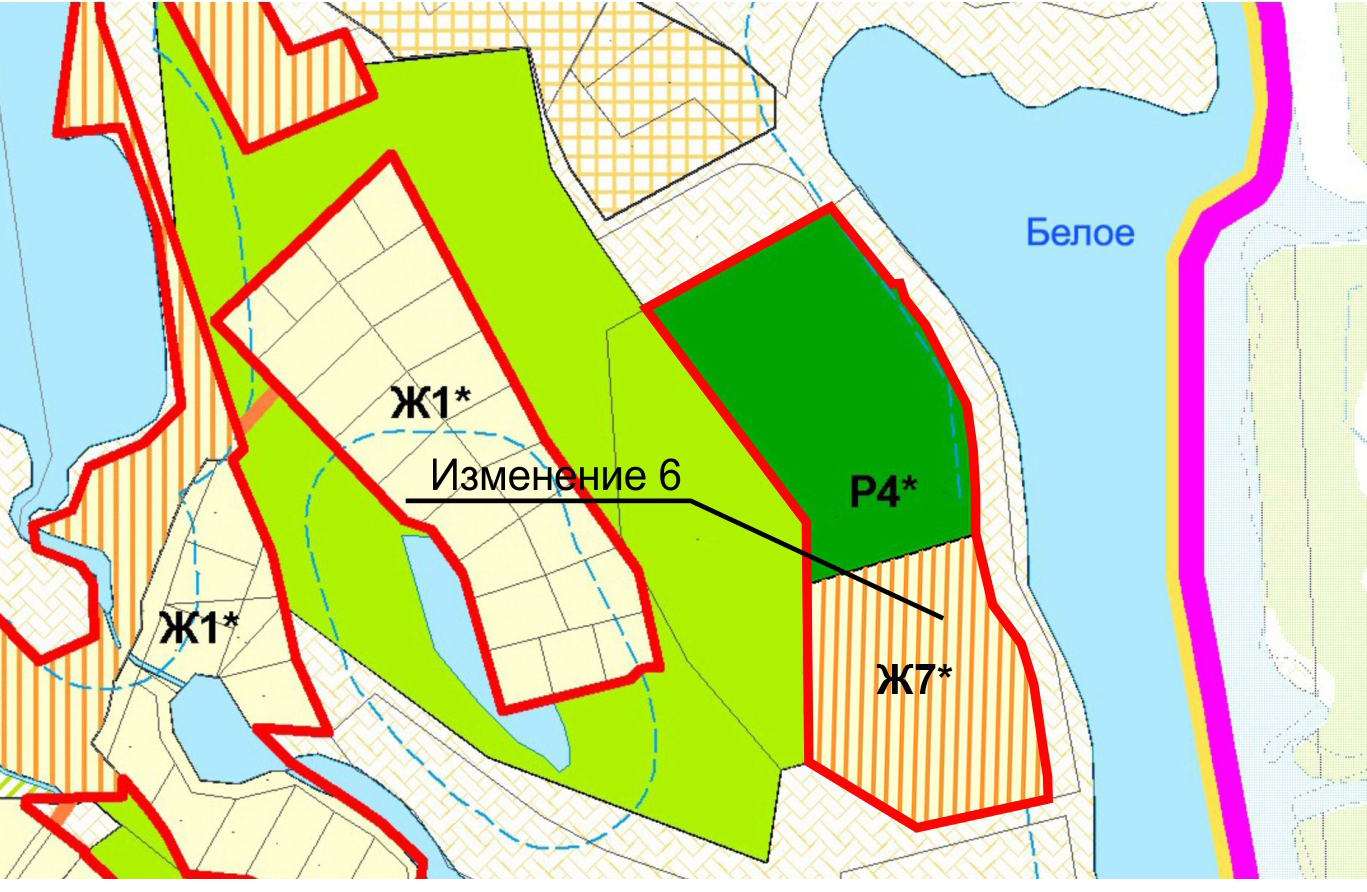 Белое
Ж1*
Изменение 6
Р4*
Ж1*
Ж7*